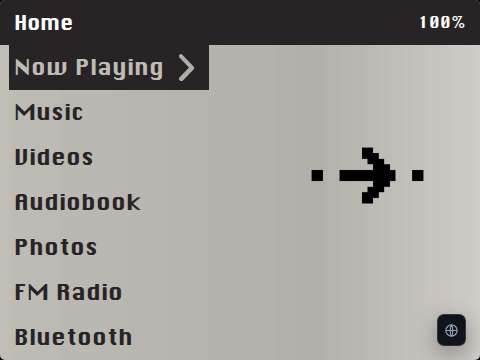 Home
100%
Now Playing
Music
Videos
Audiobook
Photos
FM Radio
Bluetooth